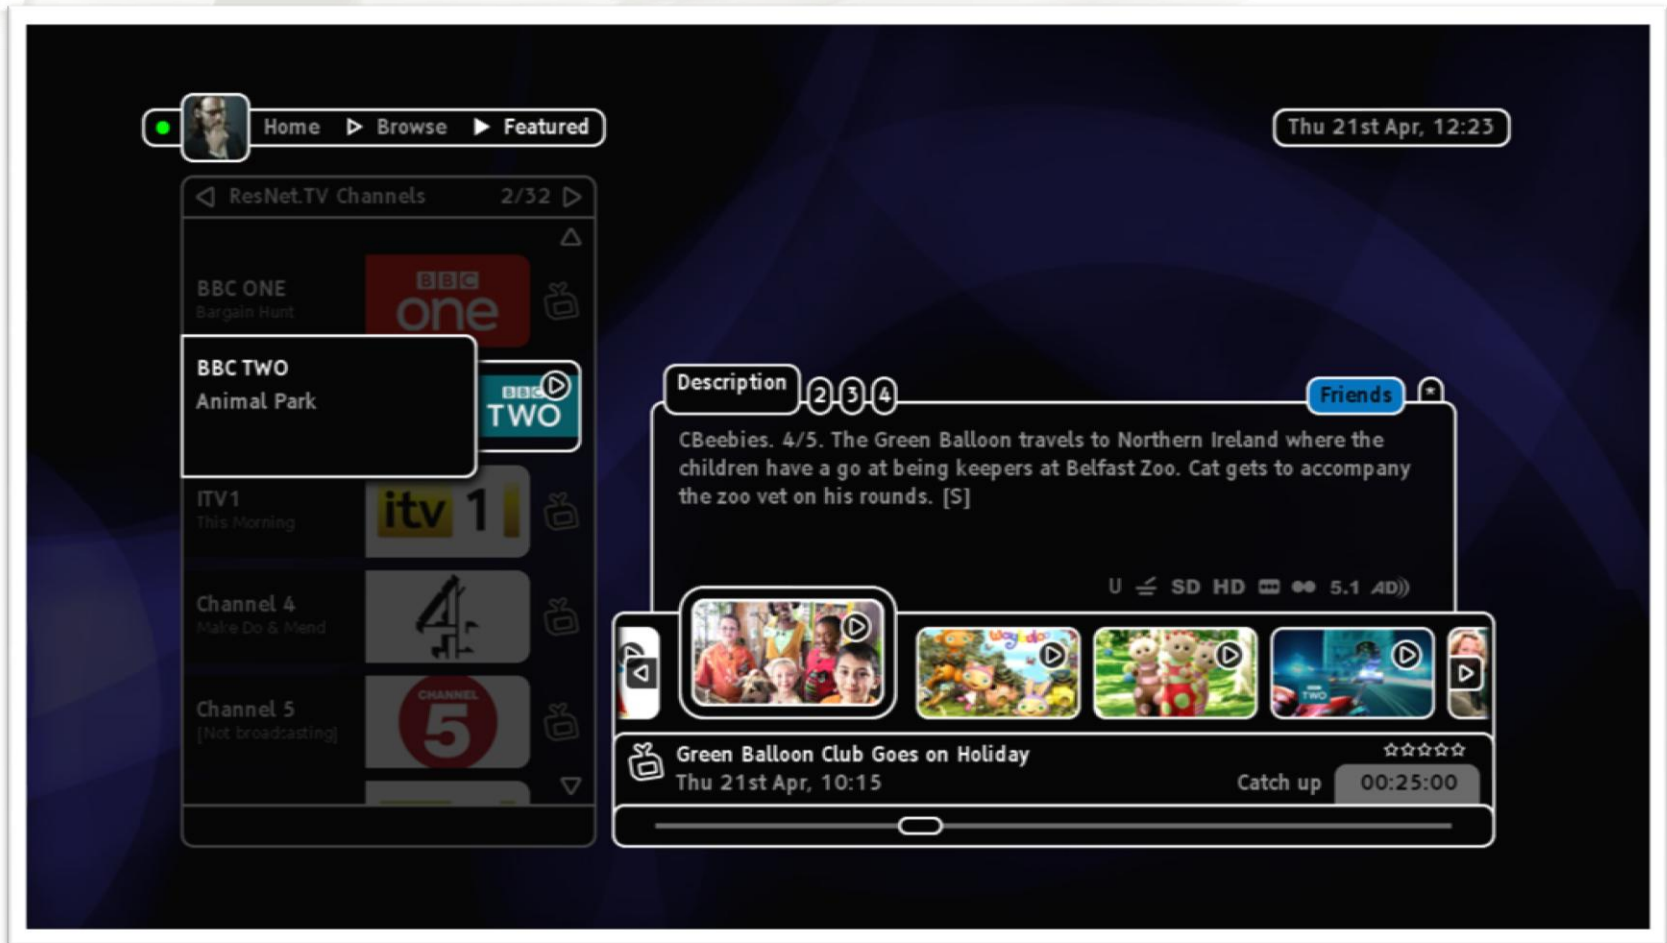 Home Browse Featured
Thu 21st Apr, 12:23
ResNet.TV Channels 2/32
BBC ONE
Bargain Hunt
BBC
one
BBC TWO
Animal Park
BBC
TWO
ITV1
This Morning
itv 1
Channel 4
Make Do & Mend
4
Channel 5
[Not broadcasting]
CHANNEL
5
Description 2 3 4
Friends *
CBeebies. 4/5. The Green Balloon travels to Northern Ireland where the
children have a go at being keepers at Belfast Zoo. Cat gets to accompany
the zoo vet on his rounds. [S]
U SD HD 5.1 AD))
Waybuloo
TWO
Green Balloon Club Goes on Holiday
Thu 21st Apr, 10:15
Catch up 00:25:00